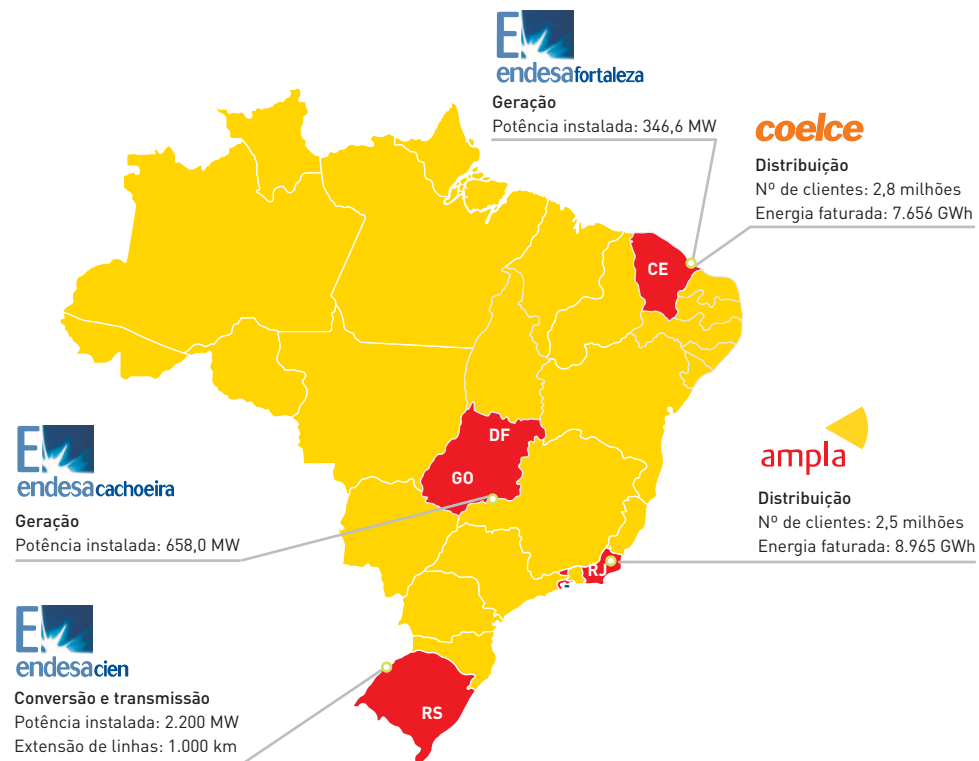 E
endesafortaleza
Geração
Potência instalada: 346,6 MW
coelce
Distribuição
Nº de clientes: 2,8 milhões
Energia faturada: 7.656 GWh
CE
DF
GO
E
endesacachoeira
Geração
Potência instalada: 658,0 MW
ampla
Distribuição
Nº de clientes: 2,5 milhões
Energia faturada: 8.965 GWh
RJ
E
endesacien
Conversão e transmissão
Potência instalada: 2.200 MW
Extensão de linhas: 1.000 km
RS